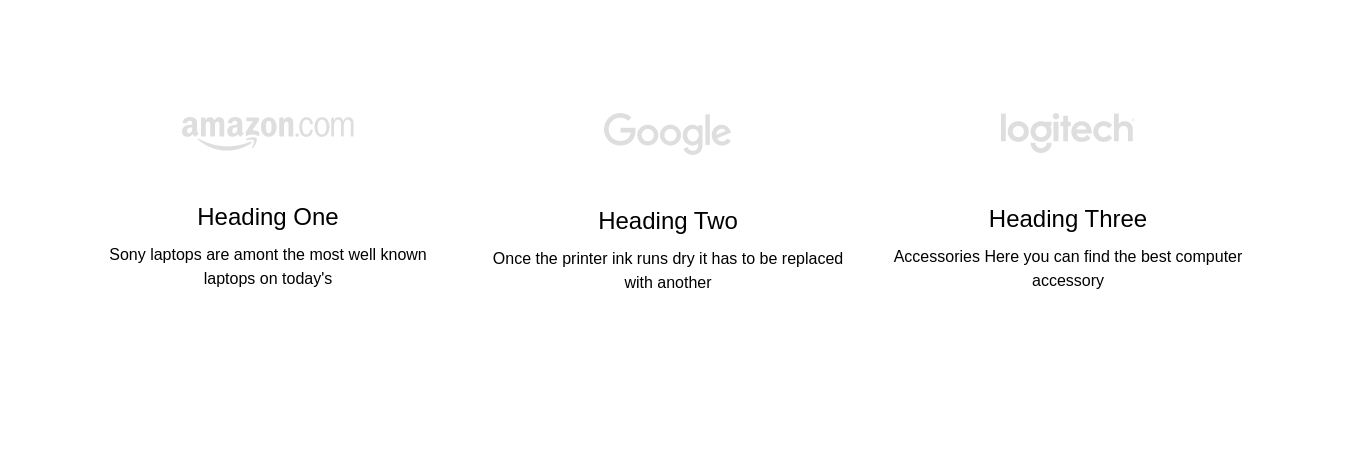 amazon.com
Heading One
Sony laptops are amont the most well known
laptops on today's
Google
Heading Two
Once the printer ink runs dry it has to be replaced
with another
logitech
Heading Three
Accessories Here you can find the best computer
accessory